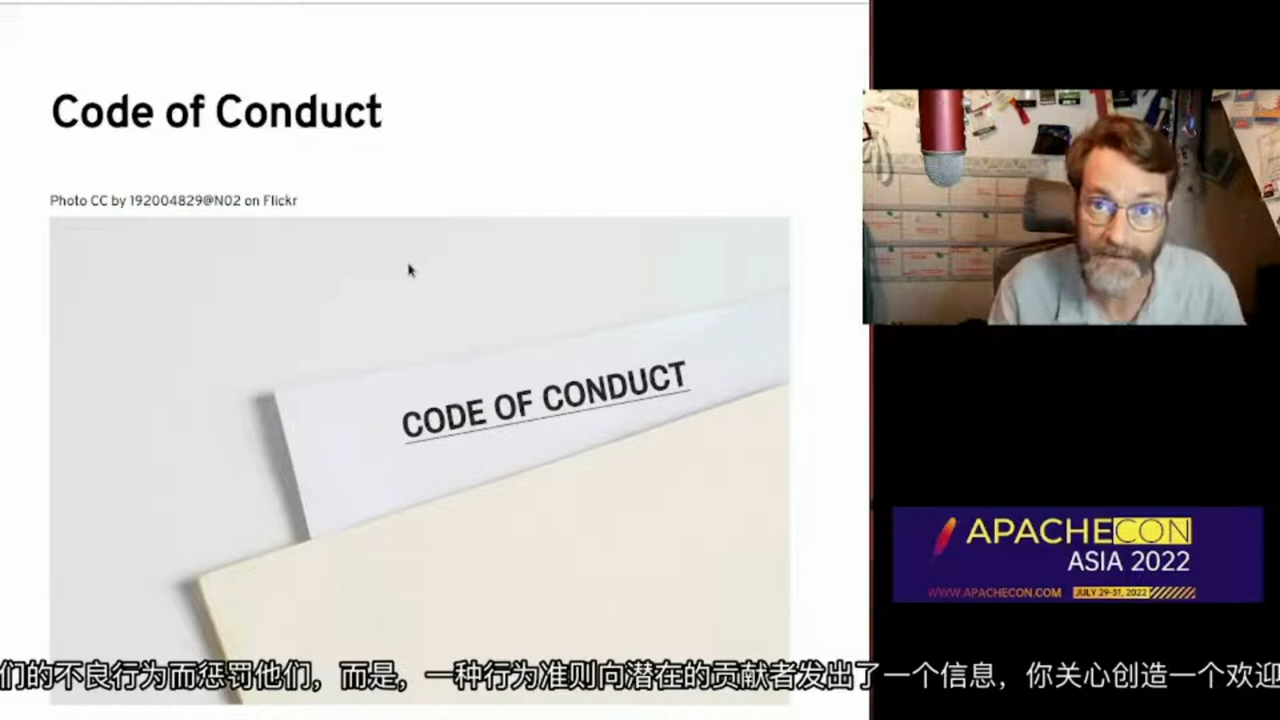 Code of Conduct
Photo CC by 192004829@N02 on Flickr
CODE OF CONDUCT
APACHECON
ASIA 2022
WWW.APACHECON.COM
JULY 29-31, 2022
们的不良行为而惩罚他们，而是，一种行为准则向潜在的贡献者发出了一个信息，你关心创造一个欢迎